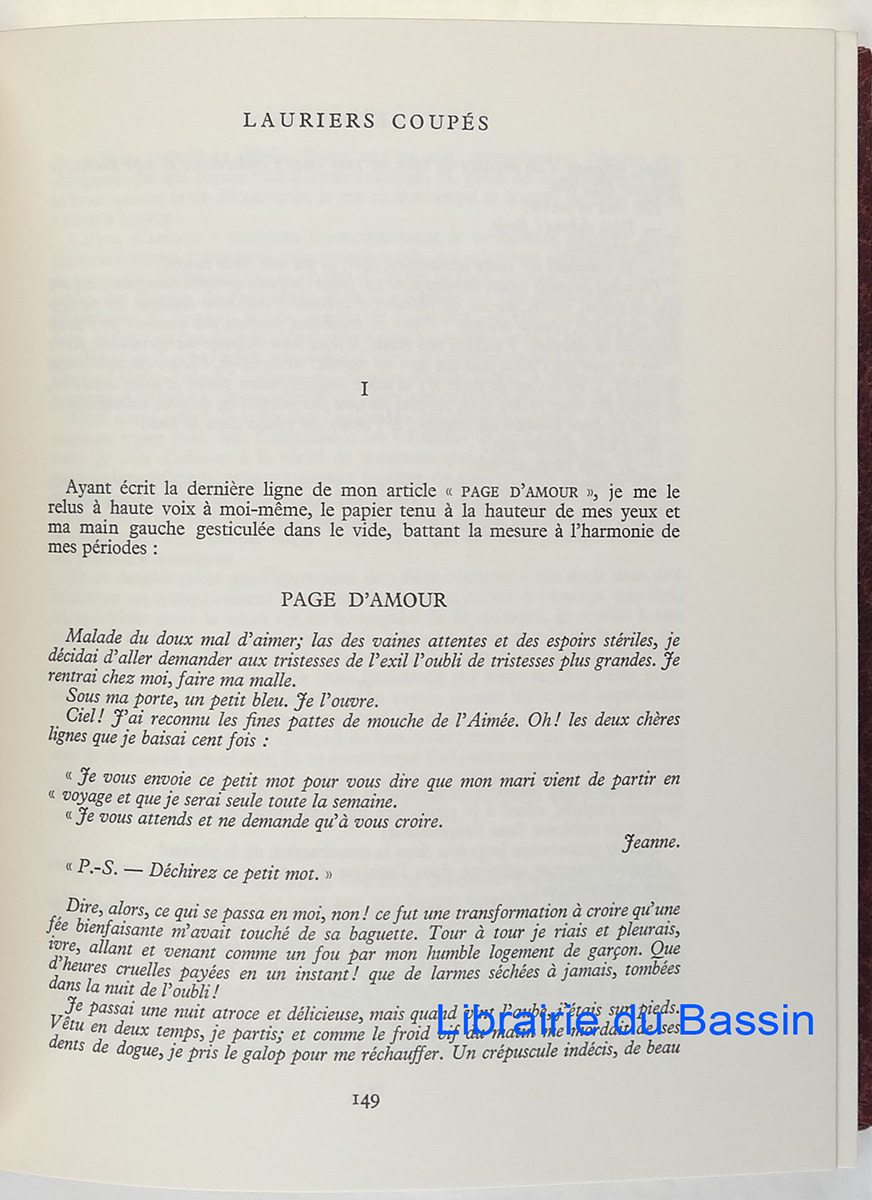 LAURIERS COUPÉS
I
Ayant écrit la dernière ligne de mon article « PAGE D'AMOUR », je me le
relus à haute voix à moi-même, le papier tenu à la hauteur de mes yeux et
ma main gauche gesticulée dans le vide, battant la mesure à l'harmonie de
mes périodes :
PAGE D'AMOUR
Malade du doux mal d'aimer; las des vaines attentes et des espoirs stériles, je
décidai d'aller demander aux tristesses de l'exil l'oubli de tristesses plus grandes. Je
rentrai chez moi, faire ma malle.
Sous ma porte, un petit bleu. Je l'ouvre.
Ciel! J'ai reconnu les fines pattes de mouche de l'Aimée. Oh! les deux chères
lignes que je baisai cent fois :
« Je vous envoie ce petit mot pour vous dire que mon mari vient de partir en
« voyage et que je serai seule toute la semaine.
« Je vous attends et ne demande qu'à vous croire.
Jeanne.
« P.-S. — Déchirez ce petit mot. »
Dire, alors, ce qui se passa en moi, non! ce fut une transformation à croire qu'une
fée bienfaisante m'avait touché de sa baguette. Tour à tour je riais et pleurais,
ivre, allant et venant comme un fou par mon humble logement de garçon. Que
d'heures cruelles payées en un instant! que de larmes séchées à jamais, tombées
dans la nuit de l'oubli!
Je passai une nuit atroce et délicieuse, mais quand vint l'aube j'étais sur pieds.
Vêtu en deux temps, je partis; et comme le froid vif du matin me mordait de ses
dents de dogue, je pris le galop pour me réchauffer. Un crépuscule indécis, de beau
Librairie du Bassin
149